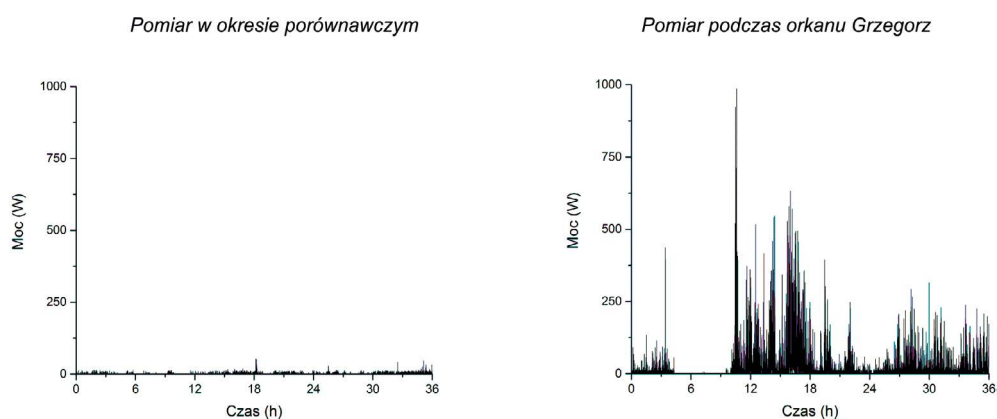 Pomiar w okresie porównawczym
Pomiar podczas orkanu Grzegorz
1000
750
500
250
0
Moc (W)
0 6 12 18 24 30 36
Czas (h)
1000
750
500
250
0
Moc (W)
0 6 12 18 24 30 36
Czas (h)